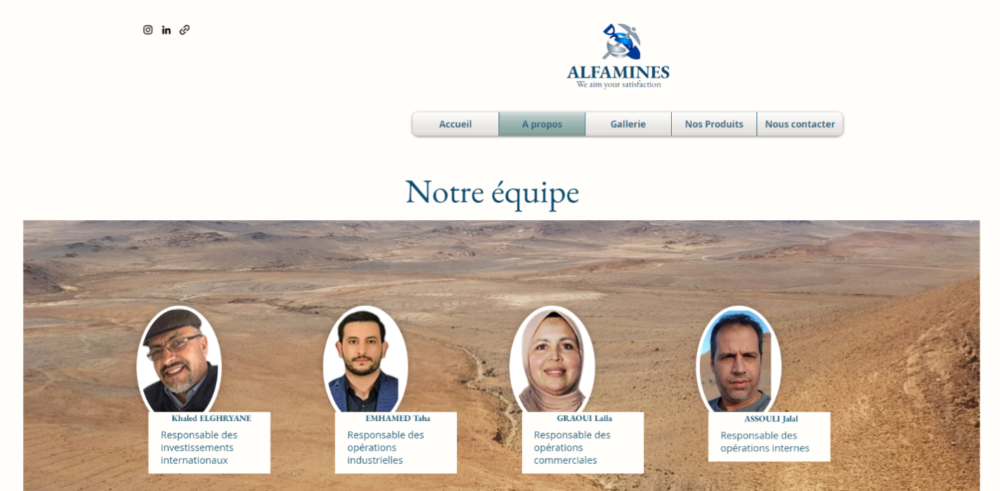 ALFAMINES
We aim your satisfaction
Accueil
A propos
Gallerie
Nos Produits
Nous contacter
Notre équipe
Khaled ELGHRYANE
Responsable des
investissements
internationaux
EMHAMED Taha
Responsable des
opérations
industrielles
GRAOUI Laila
Responsable des
opérations
commerciales
ASSOULI Jalal
Responsable des
opérations internes